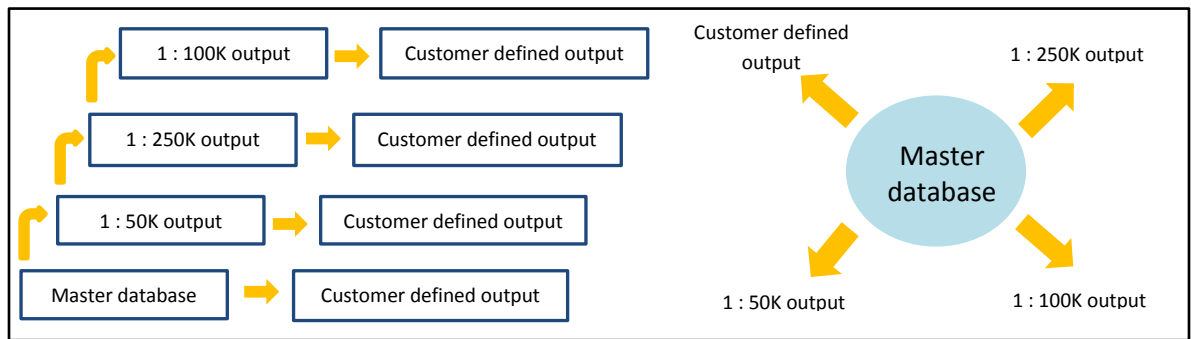 1 : 100K output
Customer defined output
1 : 250K output
Customer defined output
1 : 50K output
Customer defined output
Master database
Customer defined output
Customer defined
output
1 : 250K output
Master
database
1 : 50K output
1 : 100K output